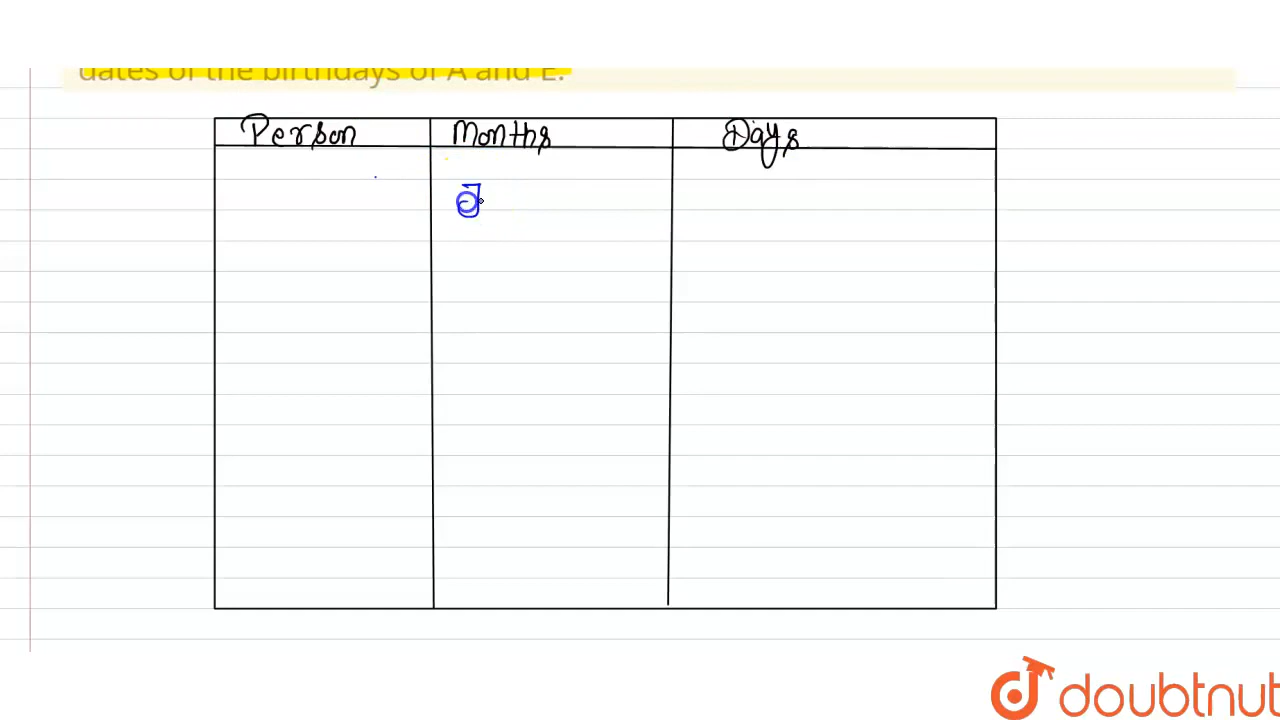 dates of the birthdays of A and E.
Person Months Days
J
doubtnut